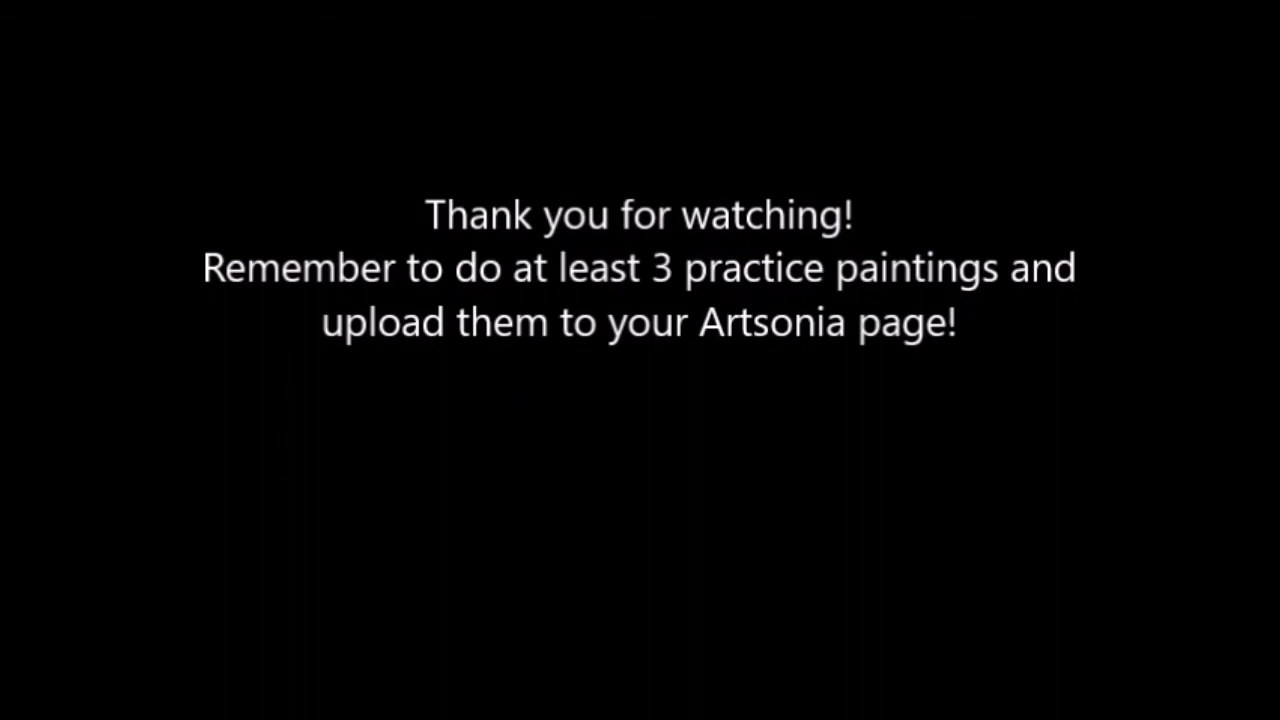 Thank you for watching!
Remember to do at least 3 practice paintings and
upload them to your Artsonia page!